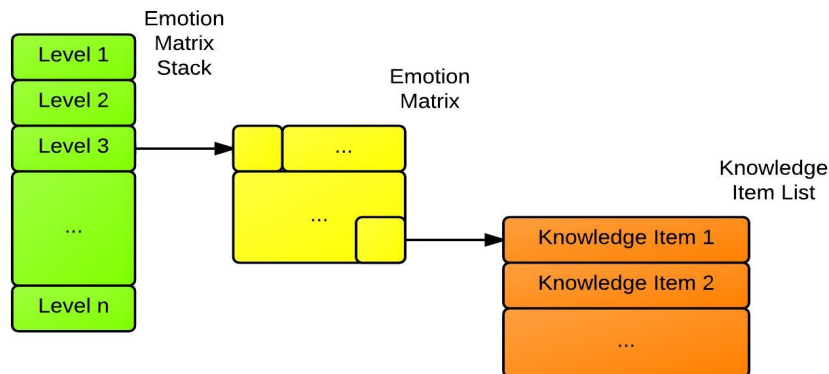 Emotion
Matrix
Stack
Level 1
Level 2
Level 3
...
Level n
Emotion
Matrix
...
...
Knowledge
Item List
Knowledge Item 1
Knowledge Item 2
...